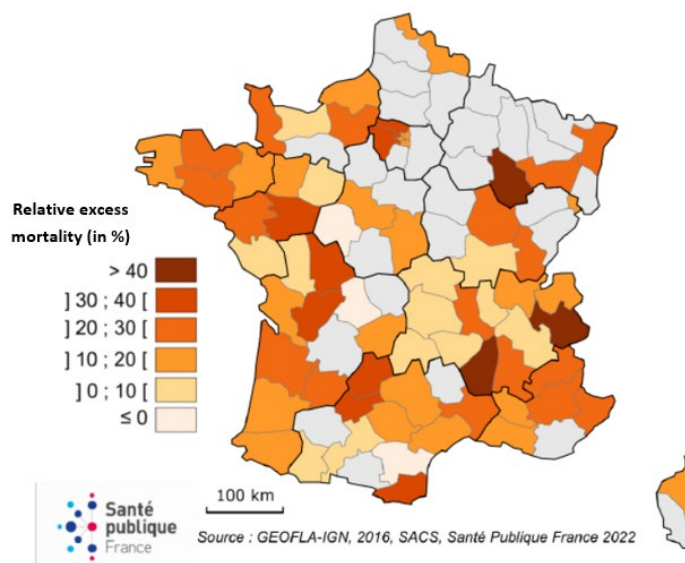 Relative excess
mortality (in %)
> 40
] 30 ; 40 [
] 20 ; 30 [
] 10 ; 20 [
] 0 ; 10 [
≤ 0
Santé
publique
France
100 km
Source : GEOFLA-IGN, 2016, SACS, Santé Publique France 2022